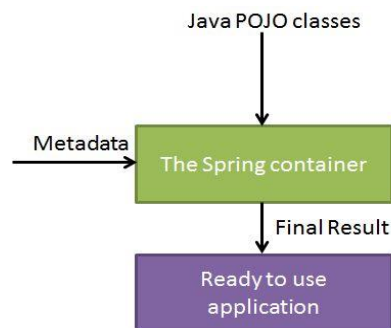 Java POJO classes
Metadata
The Spring container
Final Result
Ready to use
application